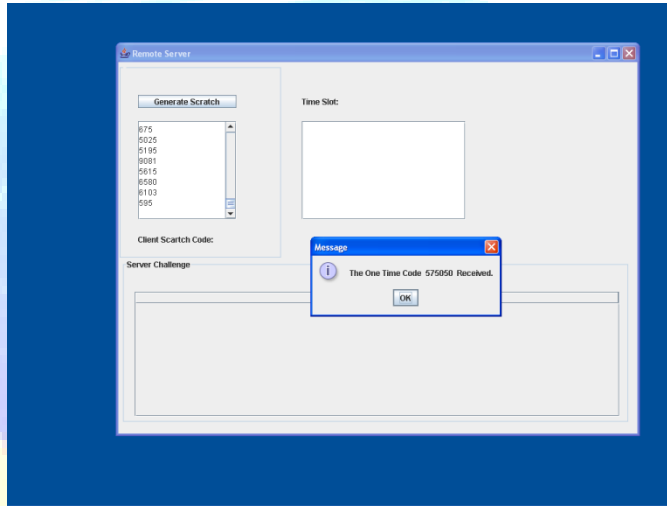 Remote Server
Generate Scratch
Time Slot:
675
5025
5195
9081
5615
6580
6103
595
Client Scartch Code:
Message
The One Time Code 575050 Received.
OK
Server Challenge